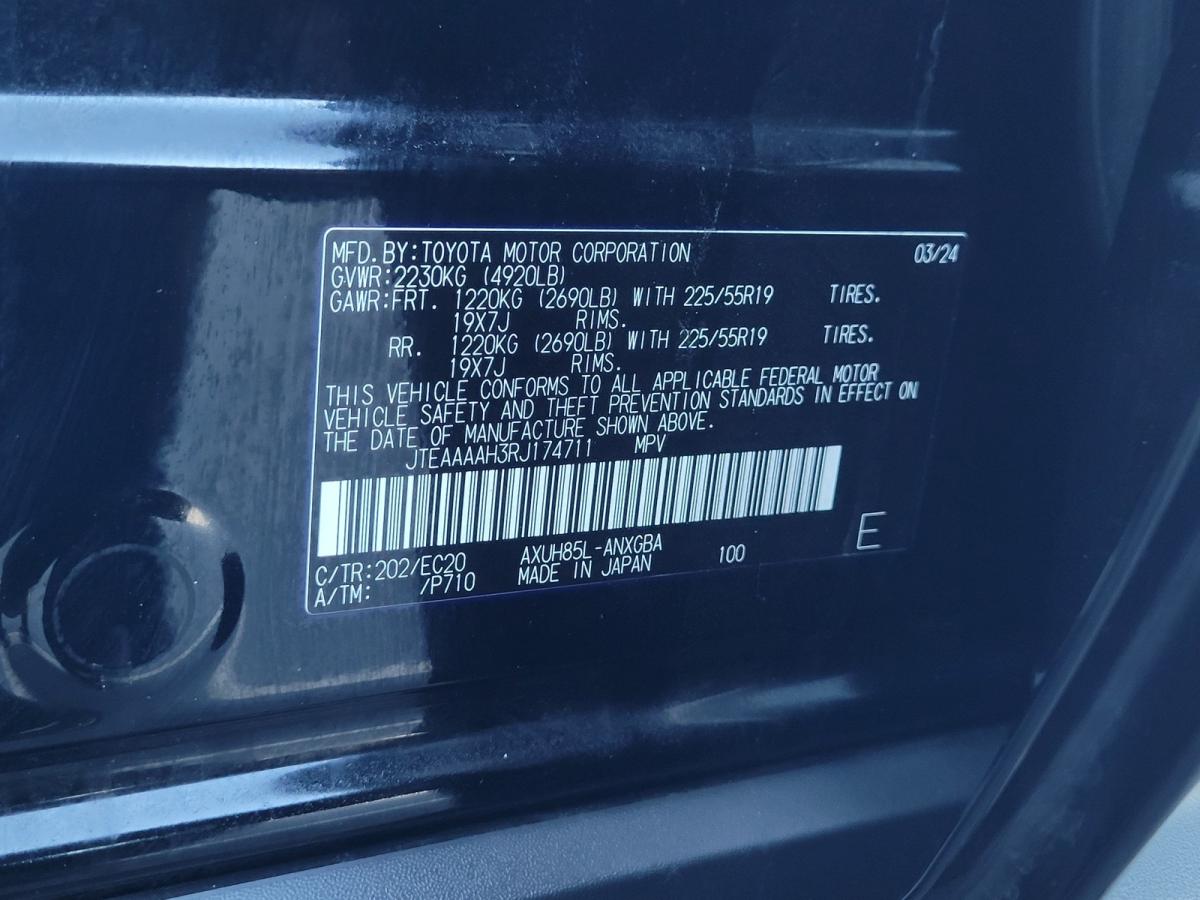 MFD. BY: TOYOTA MOTOR CORPORATION 03/24
GVWR: 2230KG (4920LB)
GAWR: FRT. 1220KG (2690LB) WITH 225/55R19 TIRES.
19X7J RIMS.
RR. 1220KG (2690LB) WITH 225/55R19 TIRES.
19X7J RIMS.
THIS VEHICLE CONFORMS TO ALL APPLICABLE FEDERAL MOTOR
VEHICLE SAFETY AND THEFT PREVENTION STANDARDS IN EFFECT ON
THE DATE OF MANUFACTURE SHOWN ABOVE.
JTEAAAAH3RJ174711 MPV
E
C/TR: 202/EC20 AXUH85L-ANXGBA 100
A/TM: /P710 MADE IN JAPAN